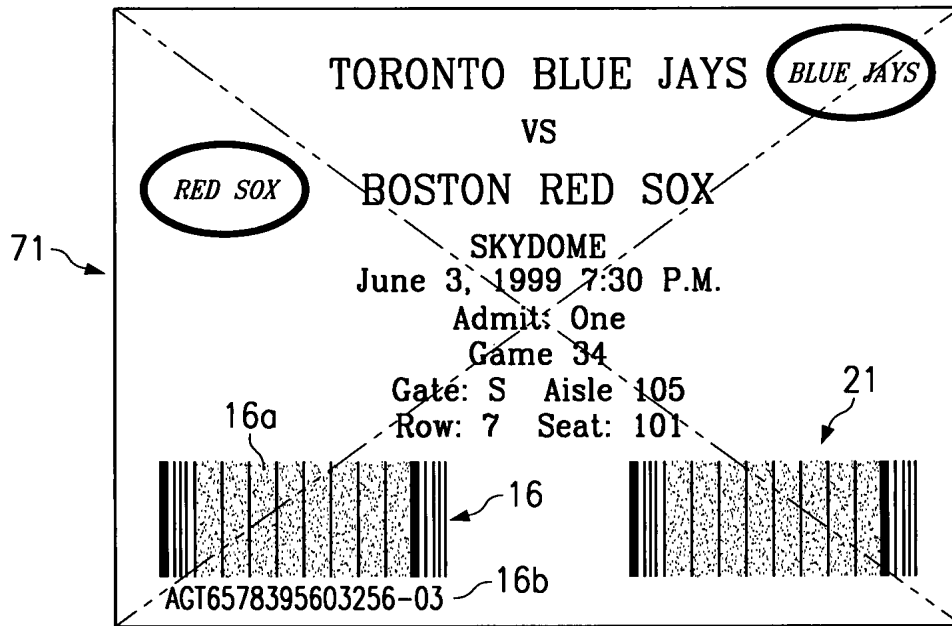 TORONTO BLUE JAYS
BLUE JAYS
VS
RED SOX
BOSTON RED SOX
71
SKYDOME
June 3, 1999 7:30 P.M.
Admit: One
Game 34
Gate: S Aisle 105
Row: 7 Seat: 101
16a
21
16
16b
AGT6578395603256-03